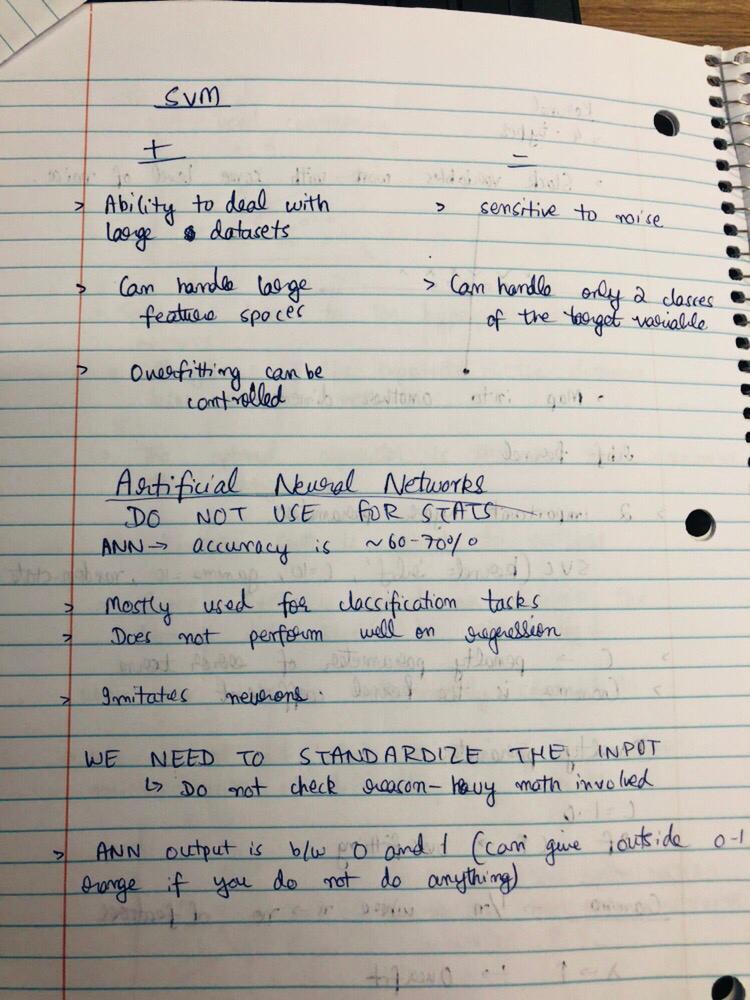 SVM
+
Ability to deal with
large datasets
> Can handle large
feature spaces
> Overfitting can be
controlled
-
> sensitive to noise
> Can handle only 2 classes
of the target variable
Artificial Neural Networks
DO NOT USE FOR STATS
ANN → accuracy is ~60-70%
> Mostly used for classification tasks
> Does not perform well on regression
> Imitates neurons.
WE NEED TO STANDARDIZE THE INPUT
↳ Do not check reason - heavy math involved
> ANN output is b/w 0 and 1 (can give outside 0-1
range if you do not do anything)